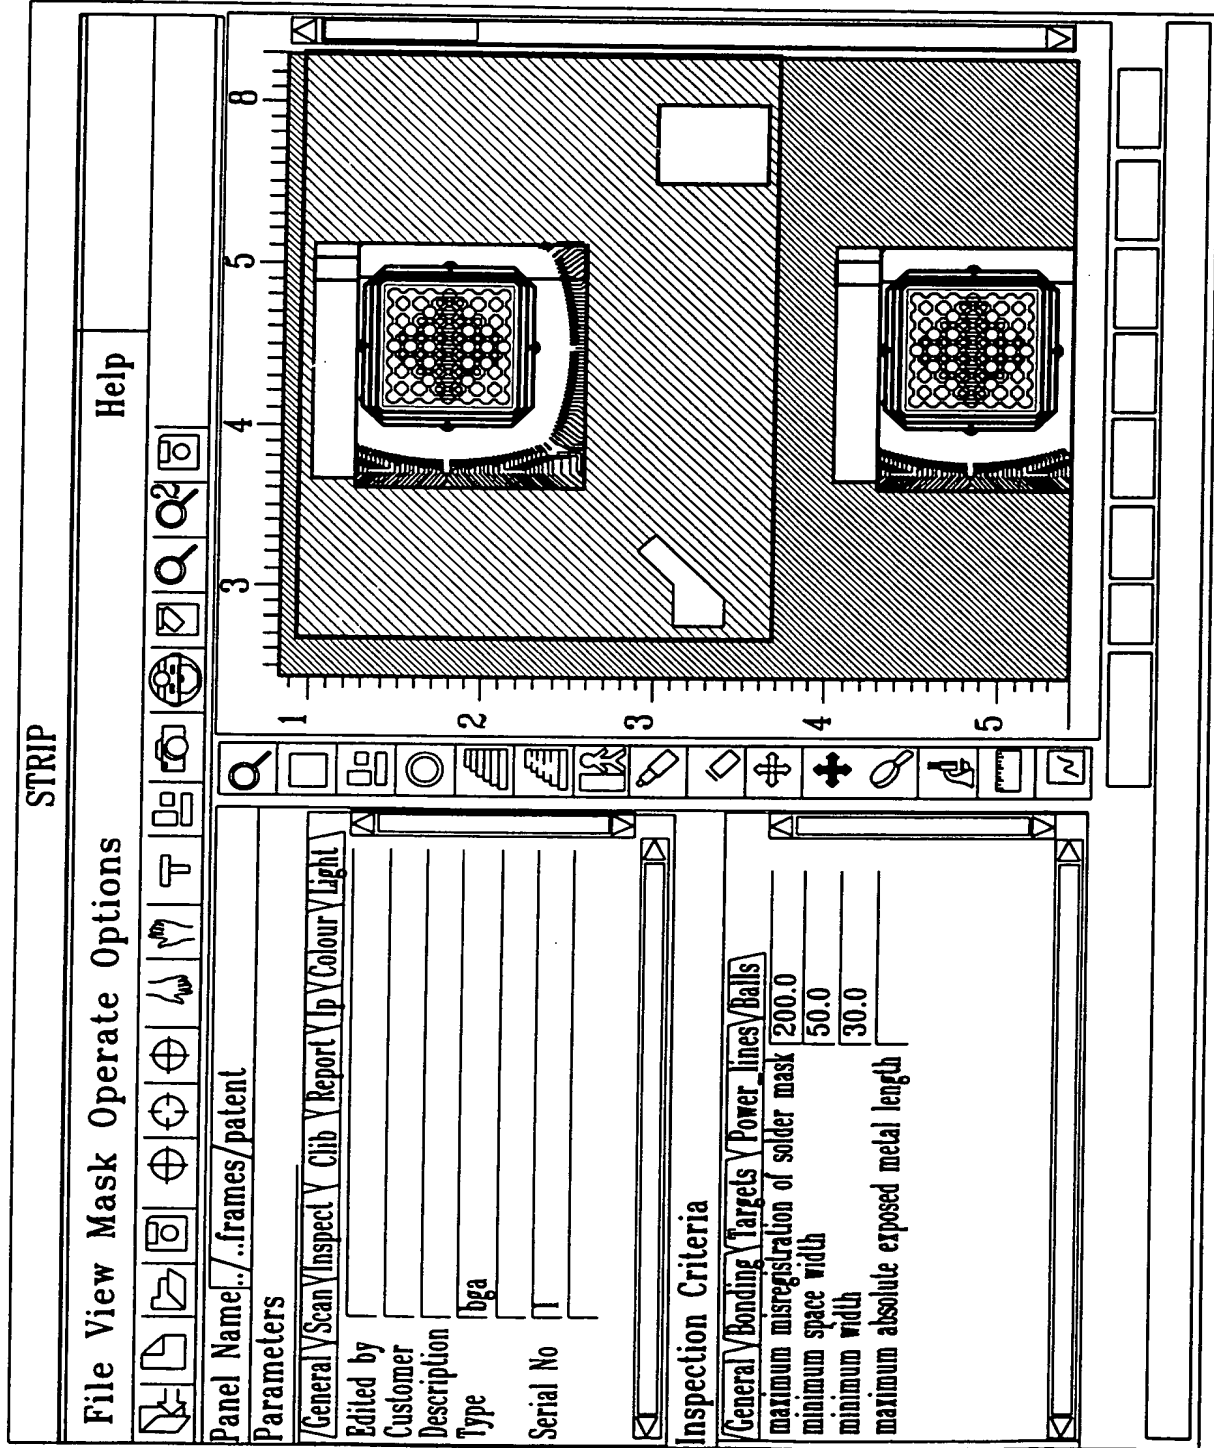 STRIP
File View Mask Operate Options Help
2
Panel Name ../..frames/patent
Parameters
General Scan Inspect Clib Report Ip Colour Light
Edited by
Customer
Description
Type bga
Serial No 1
Inspection Criteria
General Bonding Targets Power_lines Balls
maximum misregistration of solder mask 200.0
minimum space width 50.0
minimum width 30.0
maximum absolute exposed metal length
3 4 5 8
1
2
3
4
5